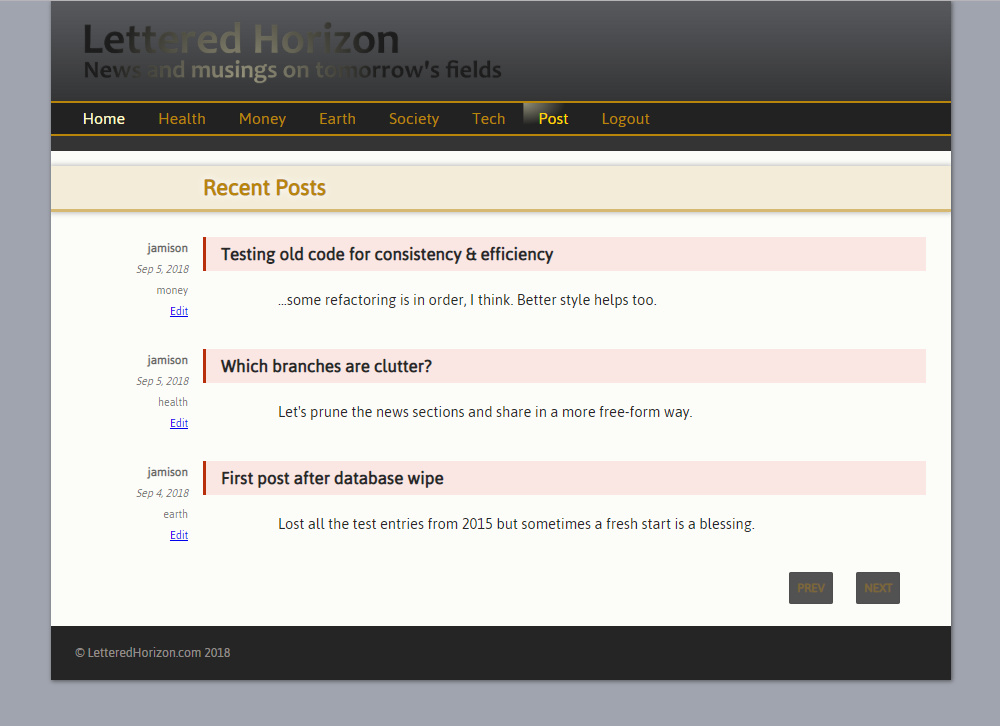 Lettered Horizon
News and musings on tomorrow's fields
Home Health Money Earth Society Tech Post Logout
Recent Posts
jamison
Testing old code for consistency & efficiency
Sep 5, 2018
money
...some refactoring is in order, I think. Better style helps too.
Edit
jamison
Which branches are clutter?
Sep 5, 2018
health
Let's prune the news sections and share in a more free-form way.
Edit
jamison
First post after database wipe
Sep 4, 2018
earth
Lost all the test entries from 2015 but sometimes a fresh start is a blessing.
Edit
PREV NEXT
© LetteredHorizon.com 2018